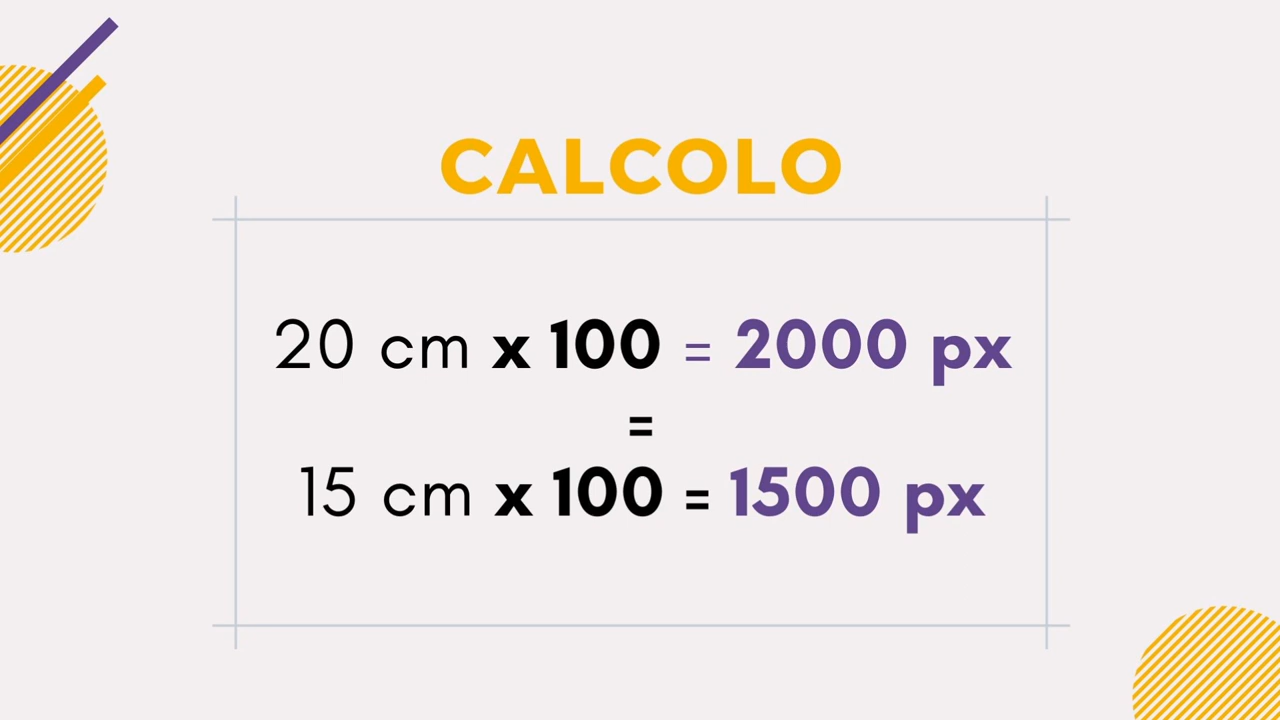 CALCOLO
20 cm x 100 = 2000 px
=
15 cm x 100 = 1500 px